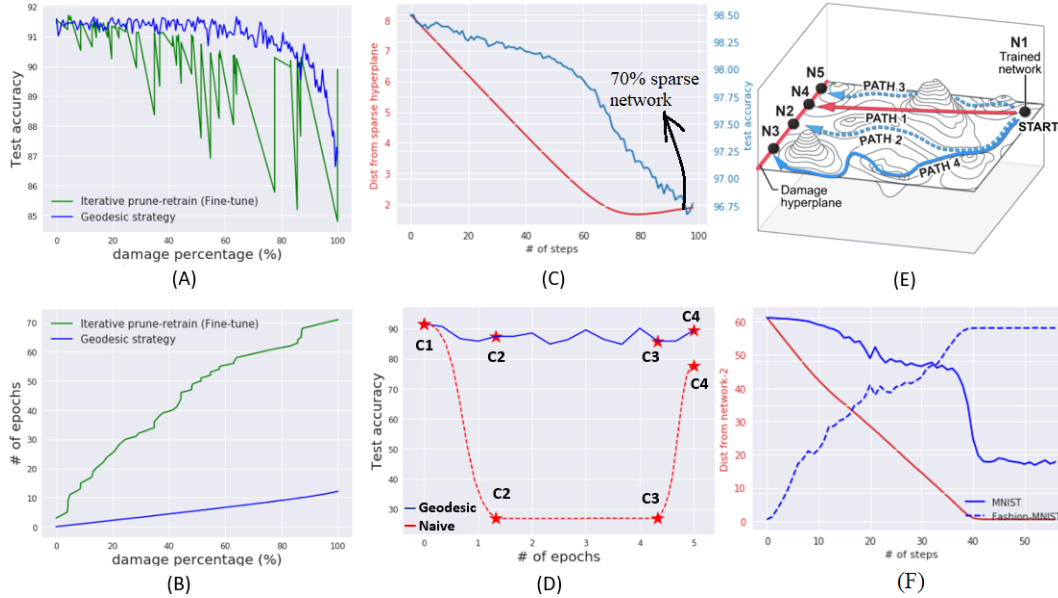 92
91
90
89
88
87
86
85
Test accuracy
Iterative prune-retrain (Fine-tune)
Geodesic strategy
0 20 40 60 80 100
damage percentage (%)
(A)
8
7
6
5
4
3
2
Dist from sparse hyperplane
98.50
98.25
98.00
97.75
97.50
97.25
97.00
96.75
test accuracy
70% sparse
network
0 20 40 60 80 100
# of steps
(C)
N1
Trained
network
START
N5
N4
N2
N3
PATH 3
PATH 1
PATH 2
PATH 4
Damage
hyperplane
(E)
70
60
50
40
30
20
10
0
# of epochs
Iterative prune-retrain (Fine-tune)
Geodesic strategy
0 20 40 60 80 100
damage percentage (%)
(B)
90
80
70
60
50
40
30
Test accuracy
C1
C2
C3
C4
C4
C2
C3
Geodesic
Naive
0 1 2 3 4 5
# of epochs
(D)
60
50
40
30
20
10
0
Dist from network-2
MNIST
Fashion-MNIST
0 10 20 30 40 50
# of steps
(F)